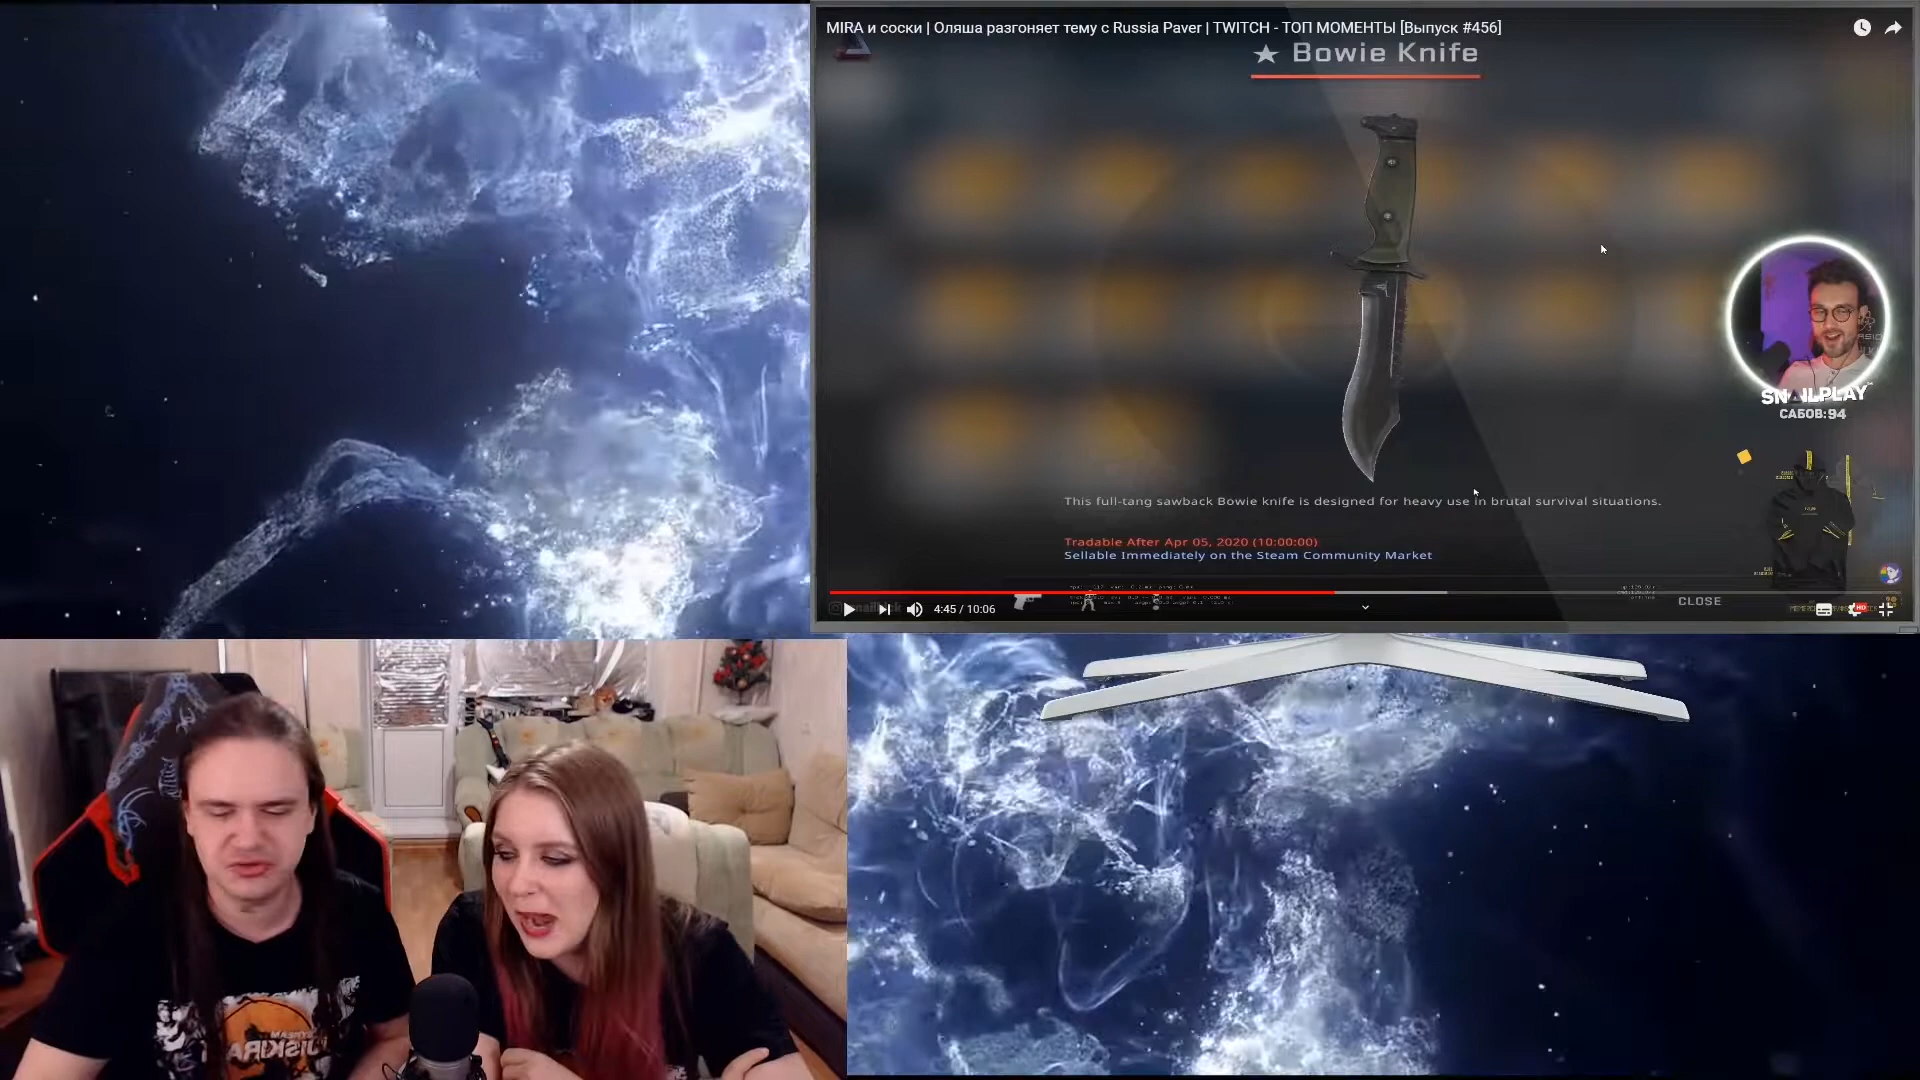 MIRA и соски | Оляша разгоняет тему с Russia Paver | TWITCH - ТОП МОМЕНТЫ [Выпуск #456]
★ Bowie Knife
SNAILPLAY
САБОВ:94
This full-tang sawback Bowie knife is designed for heavy use in brutal survival situations.
Tradable After Apr 05, 2020 (10:00:00)
Sellable Immediately on the Steam Community Market
4:45 / 10:06
CLOSE
HD